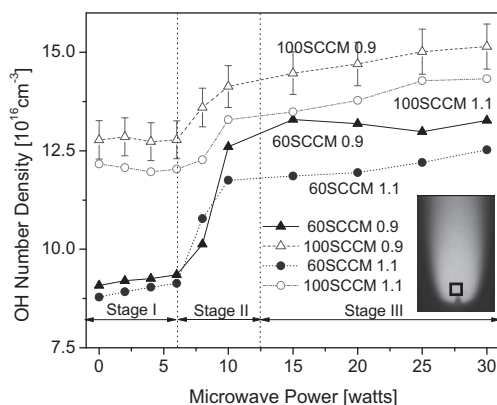 OH Number Density [10^16 cm^-3]
15.0
12.5
10.0
7.5
100SCCM 0.9
100SCCM 1.1
60SCCM 0.9
60SCCM 1.1
60SCCM 0.9
100SCCM 0.9
60SCCM 1.1
100SCCM 1.1
Stage I
Stage II
Stage III
0 5 10 15 20 25 30
Microwave Power [watts]